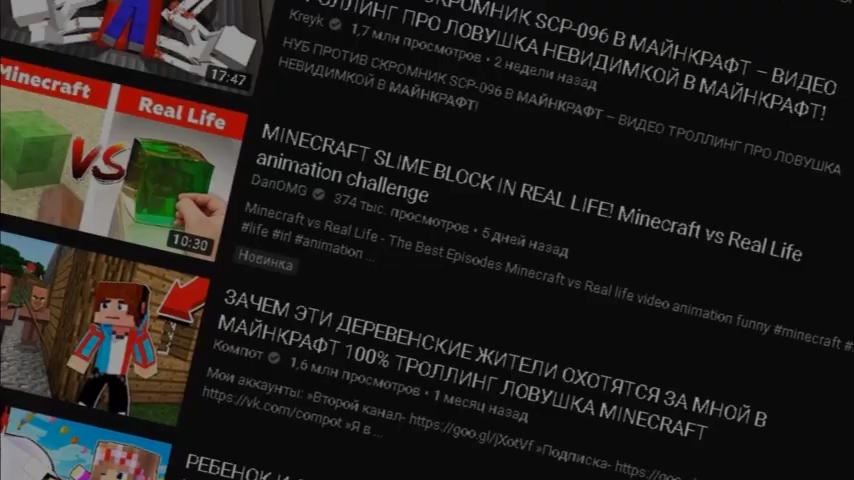 СКРОМНИК SCP-096 В МАЙНКРАФТ – ВИДЕО
ТРОЛЛИНГ ПРО ЛОВУШКА НЕВИДИМКОЙ В МАЙНКРАФТ!
Kreyk 1,7 млн просмотров • 2 недели назад
НУБ ПРОТИВ СКРОМНИК SCP-096 В МАЙНКРАФТ – ВИДЕО ТРОЛЛИНГ ПРО ЛОВУШКА
НЕВИДИМКОЙ В МАЙНКРАФТ!
17:47
Minecraft
Real Life
VS
10:30
MINECRAFT SLIME BLOCK IN REAL LIFE! Minecraft vs Real Life
animation challenge
DanOMG 374 тыс. просмотров • 5 дней назад
Minecraft vs Real Life - The Best Episodes Minecraft vs Real life video animation funny #minecraft
#life #irl #animation ...
Новинка
ЗАЧЕМ ЭТИ ДЕРЕВЕНСКИЕ ЖИТЕЛИ ОХОТЯТСЯ ЗА МНОЙ В
МАЙНКРАФТ 100% ТРОЛЛИНГ ЛОВУШКА MINECRAFT
Компот 1,6 млн просмотров • 1 месяц назад
Мои аккаунты: »Второй канал- https://goo.gl/jXotVf »Подписка- https://goo.
https://vk.com/compot »Я в ...
РЕБЕНОК И